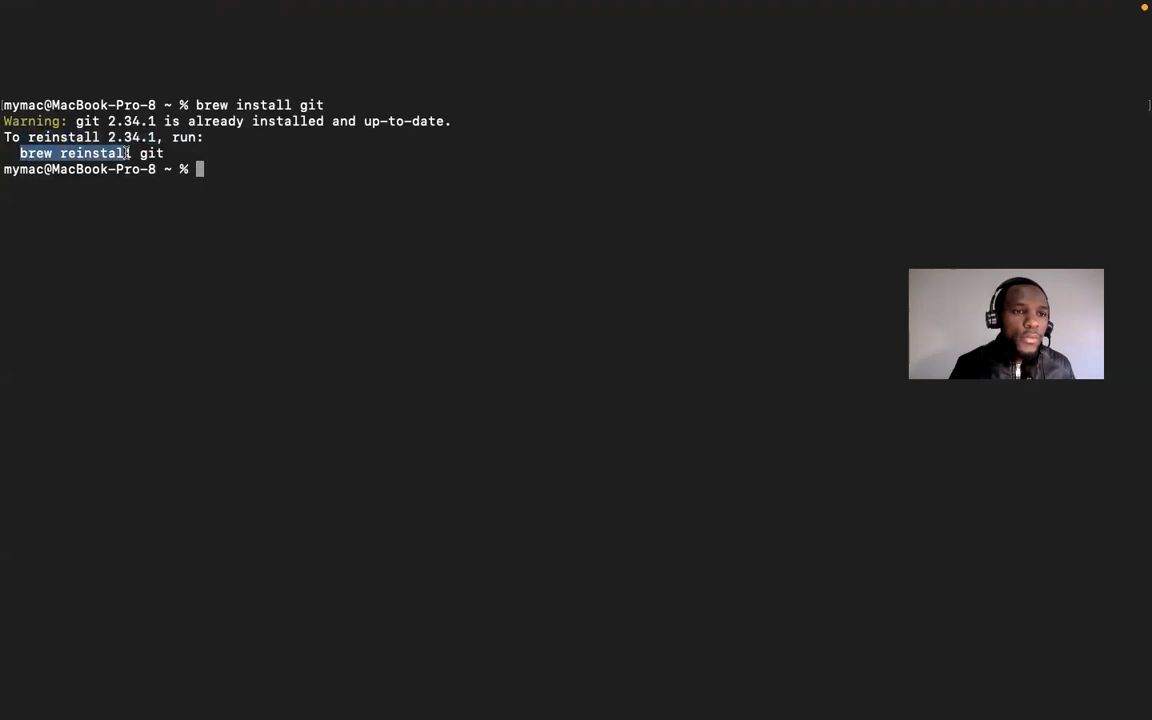 mymac@MacBook-Pro-8 ~ % brew install git
Warning: git 2.34.1 is already installed and up-to-date.
To reinstall 2.34.1, run:
  brew reinstall git
mymac@MacBook-Pro-8 ~ %